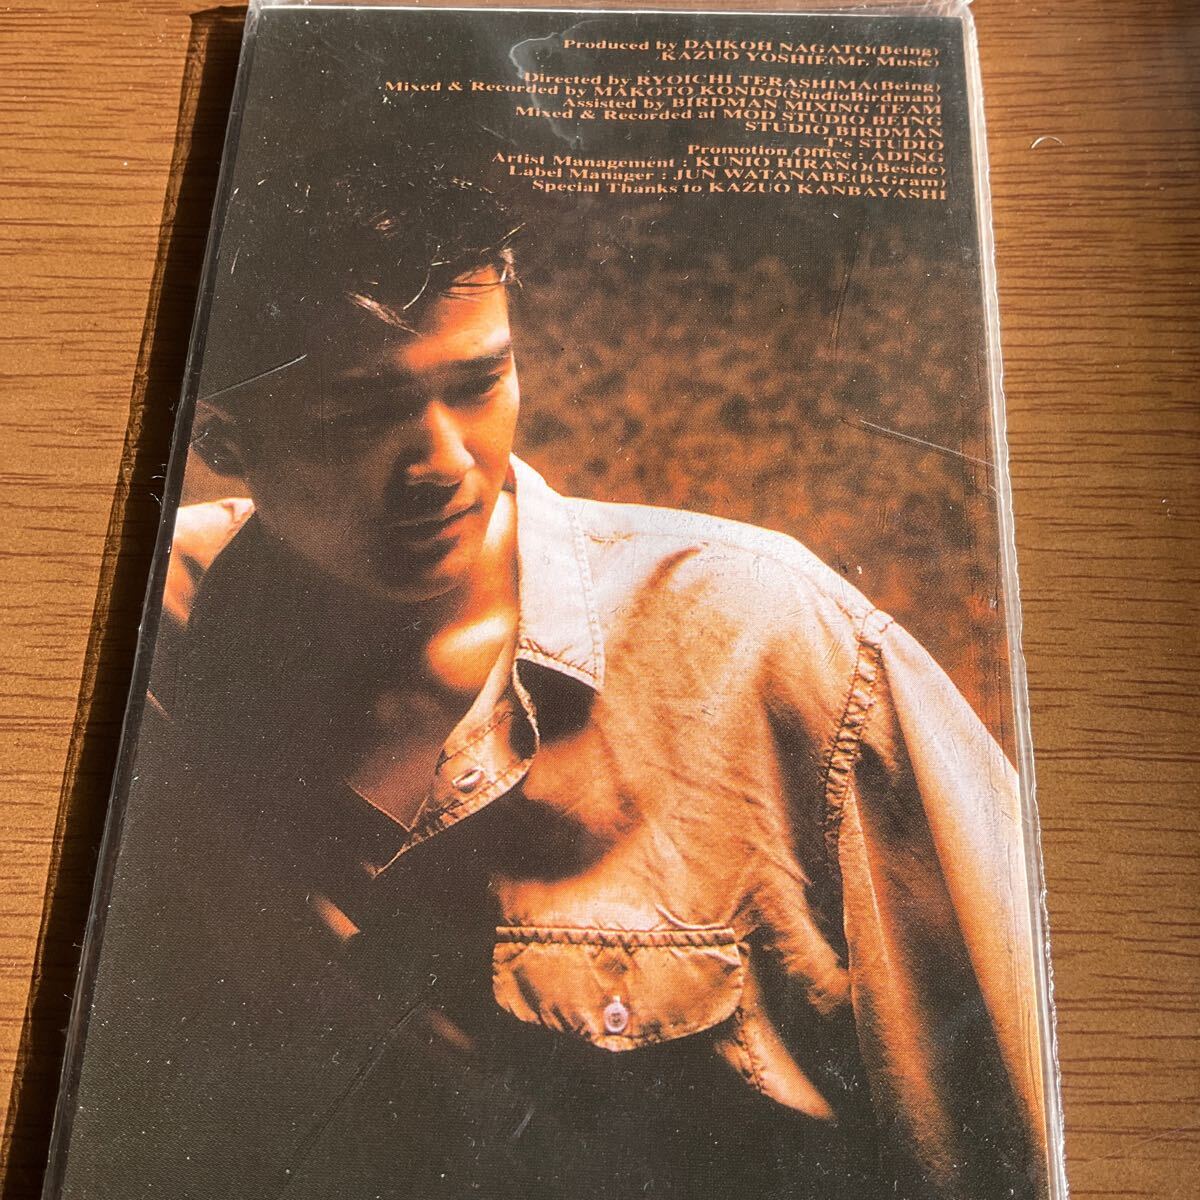 Produced by DAIKOH NAGATO(Being)
KAZUO YOSHIE(Mr. Music)
Directed by RYOICHI TERASHIMA(Being)
Mixed & Recorded by MAKOTO KONDO(StudioBirdman)
Assisted by BIRDMAN MIXING TEAM
Mixed & Recorded at MOD STUDIO BEING
STUDIO BIRDMAN
T's STUDIO
Promotion Office : ADING
Artist Management : KUNIO HIRANO(Beside)
Label Manager : JUN WATANABE(B-Gram)
Special Thanks to KAZUO KANBAYASHI